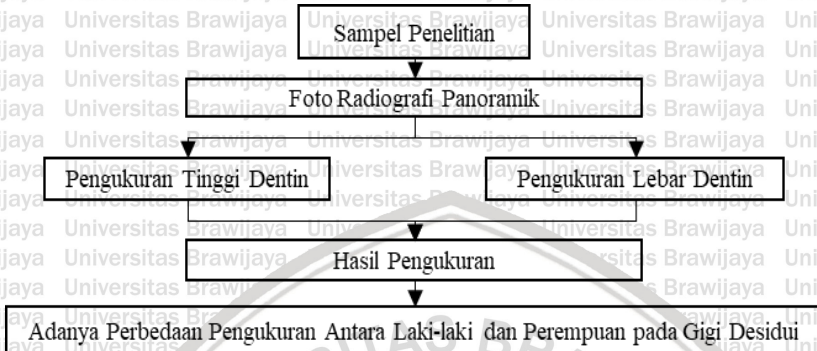 Sampel Penelitian
Foto Radiografi Panoramik
Pengukuran Tinggi Dentin
Pengukuran Lebar Dentin
Hasil Pengukuran
Adanya Perbedaan Pengukuran Antara Laki-laki dan Perempuan pada Gigi Desidui